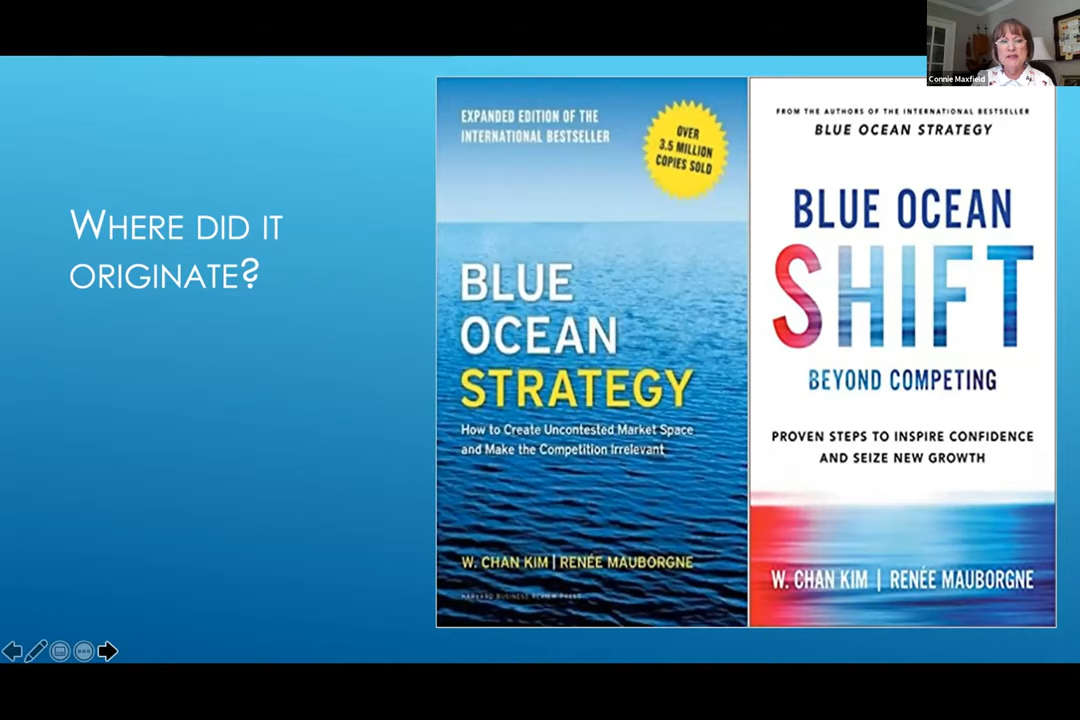 Connie Maxfield
WHERE DID IT
ORIGINATE?
EXPANDED EDITION OF THE
INTERNATIONAL BESTSELLER
OVER
3.5 MILLION
COPIES SOLD
BLUE
OCEAN
STRATEGY
How to Create Uncontested Market Space
and Make the Competition Irrelevant
W. CHAN KIM | RENÉE MAUBORGNE
HARVARD BUSINESS REVIEW PRESS
FROM THE AUTHORS OF THE INTERNATIONAL BESTSELLER
BLUE OCEAN STRATEGY
BLUE OCEAN
SHIFT
BEYOND COMPETING
PROVEN STEPS TO INSPIRE CONFIDENCE
AND SEIZE NEW GROWTH
W. CHAN KIM | RENÉE MAUBORGNE